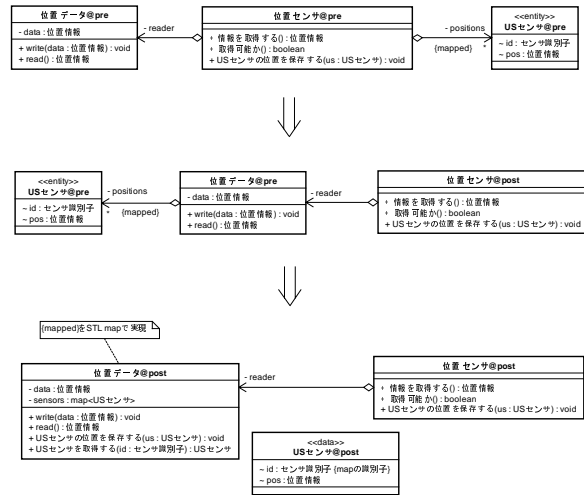 位置データ@pre
- data : 位置情報
+ write(data : 位置情報) : void
+ read() : 位置情報
- reader
位置センサ@pre
+ 情報を取得する() : 位置情報
+ 取得可能か() : boolean
+ USセンサの位置を保存する(us : USセンサ) : void
- positions
{mapped}
*
<<entity>>
USセンサ@pre
~ id : センサ識別子
~ pos : 位置情報
<<entity>>
USセンサ@pre
~ id : センサ識別子
~ pos : 位置情報
- positions
*
{mapped}
位置データ@pre
- data : 位置情報
+ write(data : 位置情報) : void
+ read() : 位置情報
- reader
位置センサ@post
+ 情報を取得する() : 位置情報
+ 取得可能か() : boolean
+ USセンサの位置を保存する(us : USセンサ) : void
{mapped}をSTL mapで実現
位置データ@post
- data : 位置情報
- sensors : map<USセンサ>
+ write(data : 位置情報) : void
+ read() : 位置情報
+ USセンサの位置を保存する(us : USセンサ) : void
+ USセンサを取得する(id : センサ識別子) : USセンサ
- reader
位置センサ@post
+ 情報を取得する() : 位置情報
+ 取得可能か() : boolean
+ USセンサの位置を保存する(us : USセンサ) : void
<<data>>
USセンサ@post
~ id : センサ識別子 {mapの識別子}
~ pos : 位置情報